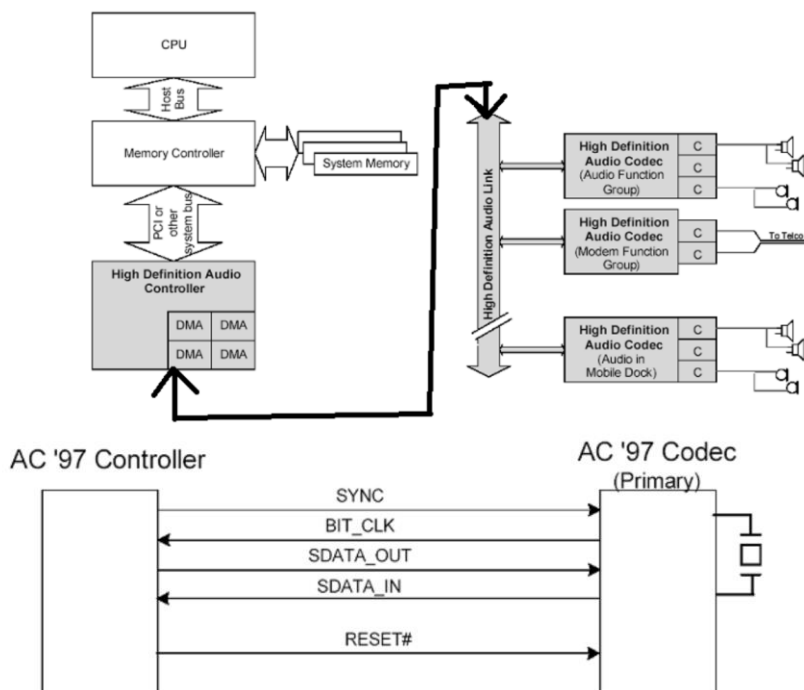 CPU
Host
Bus
Memory Controller
System Memory
PCI or
other
system bus
High Definition Audio
Controller
DMA DMA
DMA DMA
High Definition Audio Link
High Definition
Audio Codec
(Audio Function
Group)
C
C
C
High Definition
Audio Codec
(Modem Function
Group)
C
C
To Telco
High Definition
Audio Codec
(Audio in
Mobile Dock)
C
C
C
AC '97 Controller
AC '97 Codec
(Primary)
SYNC
BIT_CLK
SDATA_OUT
SDATA_IN
RESET#